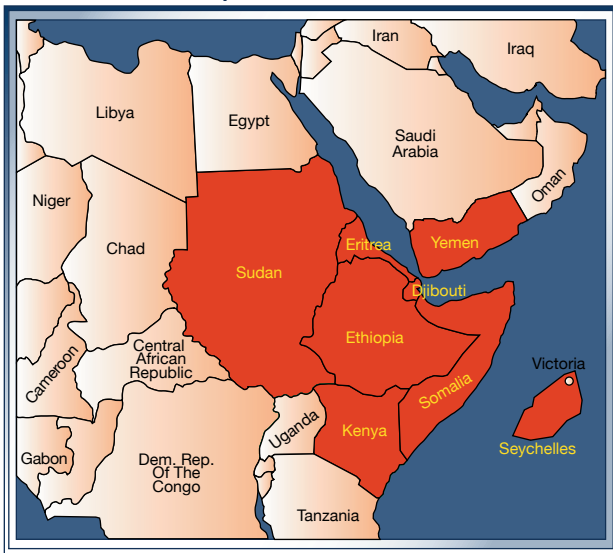 Iran
Iraq
Libya
Egypt
Saudi
Arabia
Oman
Niger
Chad
Sudan
Eritrea
Yemen
Djibouti
Ethiopia
Cameroon
Central
African
Republic
Victoria
Somalia
Uganda
Kenya
Seychelles
Gabon
Dem. Rep.
Of The
Congo
Tanzania